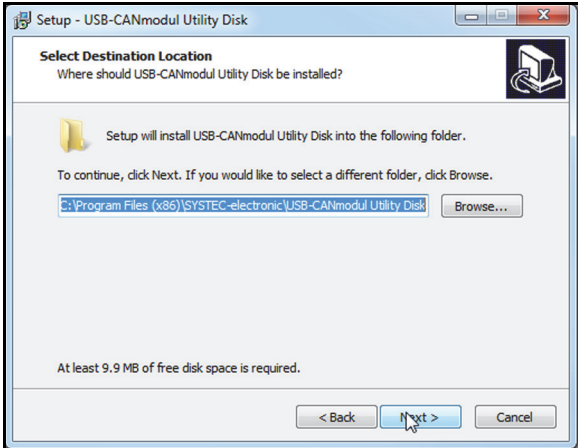 Setup - USB-CANmodul Utility Disk
Select Destination Location
Where should USB-CANmodul Utility Disk be installed?
Setup will install USB-CANmodul Utility Disk into the following folder.
To continue, click Next. If you would like to select a different folder, click Browse.
C:\Program Files (x86)\SYSTEC-electronic\USB-CANmodul Utility Disk
Browse...
At least 9.9 MB of free disk space is required.
< Back
Next >
Cancel